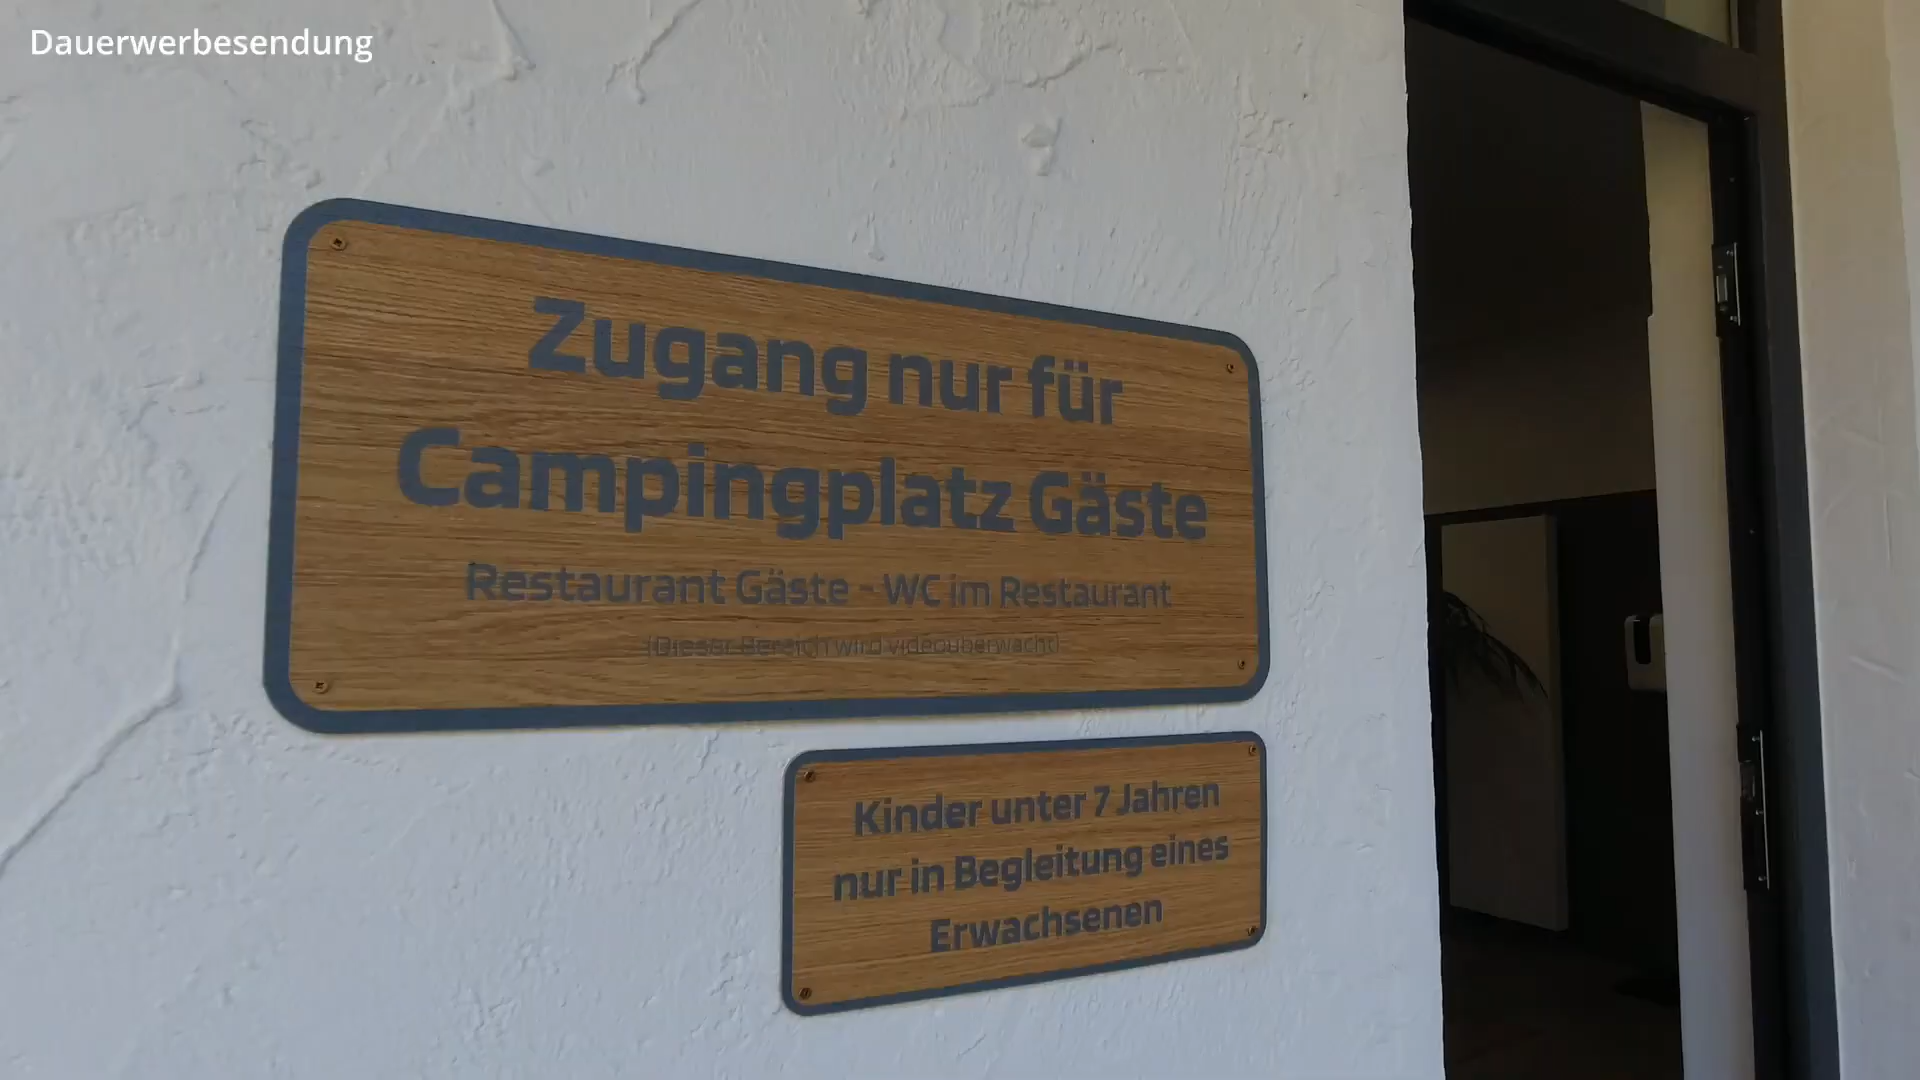 Dauerwerbesendung
Zugang nur für
Campingplatz Gäste
Restaurant Gäste - WC im Restaurant
(Dieser Bereich wird videoüberwacht)
Kinder unter 7 Jahren
nur in Begleitung eines
Erwachsenen